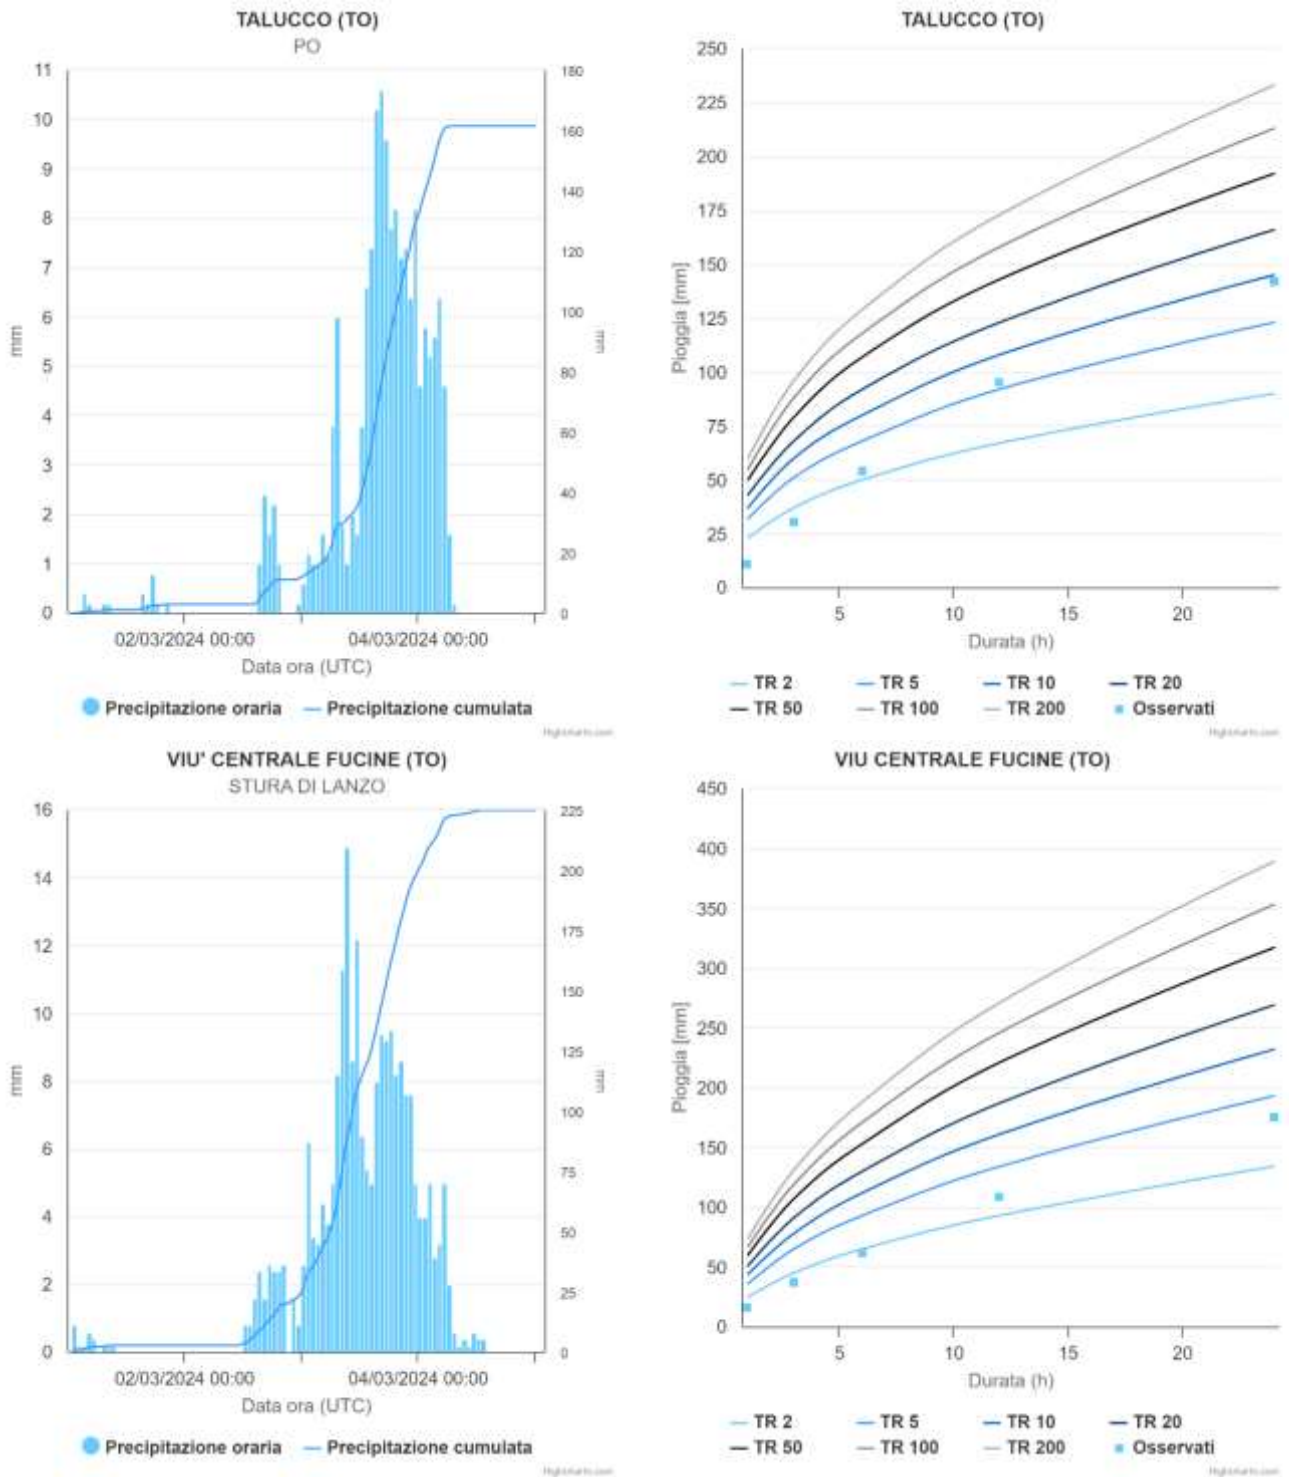 TALUCCO (TO)
PO
11
10
9
8
7
6
5
4
3
2
1
0
mm
180
160
140
120
100
80
60
40
20
0
mm
02/03/2024 00:00
04/03/2024 00:00
Data ora (UTC)
Precipitazione oraria
Precipitazione cumulata
Highcharts.com
TALUCCO (TO)
250
225
200
175
150
125
100
75
50
25
0
Pioggia [mm]
5
10
15
20
Durata (h)
TR 2
TR 5
TR 10
TR 20
TR 50
TR 100
TR 200
Osservati
Highcharts.com
VIU' CENTRALE FUCINE (TO)
STURA DI LANZO
16
14
12
10
8
6
4
2
0
mm
225
200
175
150
125
100
75
50
25
0
mm
02/03/2024 00:00
04/03/2024 00:00
Data ora (UTC)
Precipitazione oraria
Precipitazione cumulata
Highcharts.com
VIU CENTRALE FUCINE (TO)
450
400
350
300
250
200
150
100
50
0
Pioggia [mm]
5
10
15
20
Durata (h)
TR 2
TR 5
TR 10
TR 20
TR 50
TR 100
TR 200
Osservati
Highcharts.com